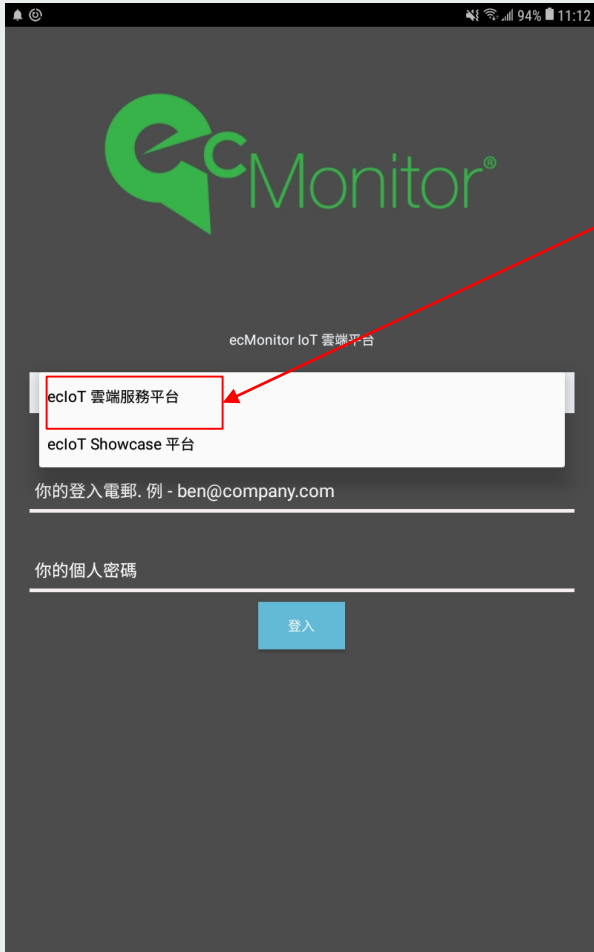 94% 11:12
ecMonitor®
ecMonitor IoT 雲端平台
ecIoT 雲端服務平台
ecIoT Showcase 平台
你的登入電郵. 例 - ben@company.com
你的個人密碼
登入